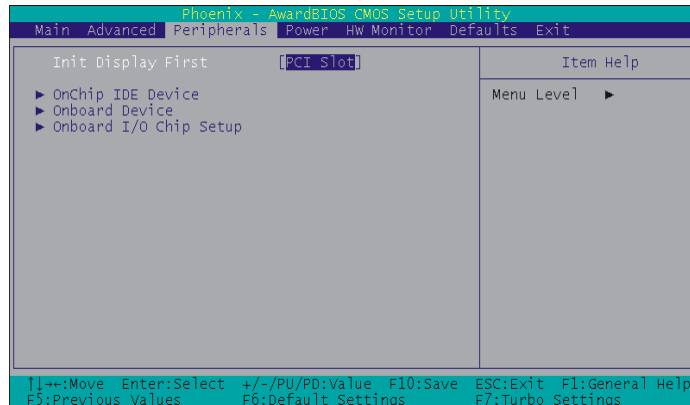 Phoenix - AwardBIOS CMOS Setup Utility
Main Advanced Peripherals Power HW Monitor Defaults Exit
Init Display First [PCI Slot] Item Help
► OnChip IDE Device Menu Level ►
► Onboard Device
► Onboard I/O Chip Setup
↑↓→←:Move Enter:Select +/-/PU/PD:Value F10:Save ESC:Exit F1:General Help
F5:Previous Values F6:Default Settings F7:Turbo Settings